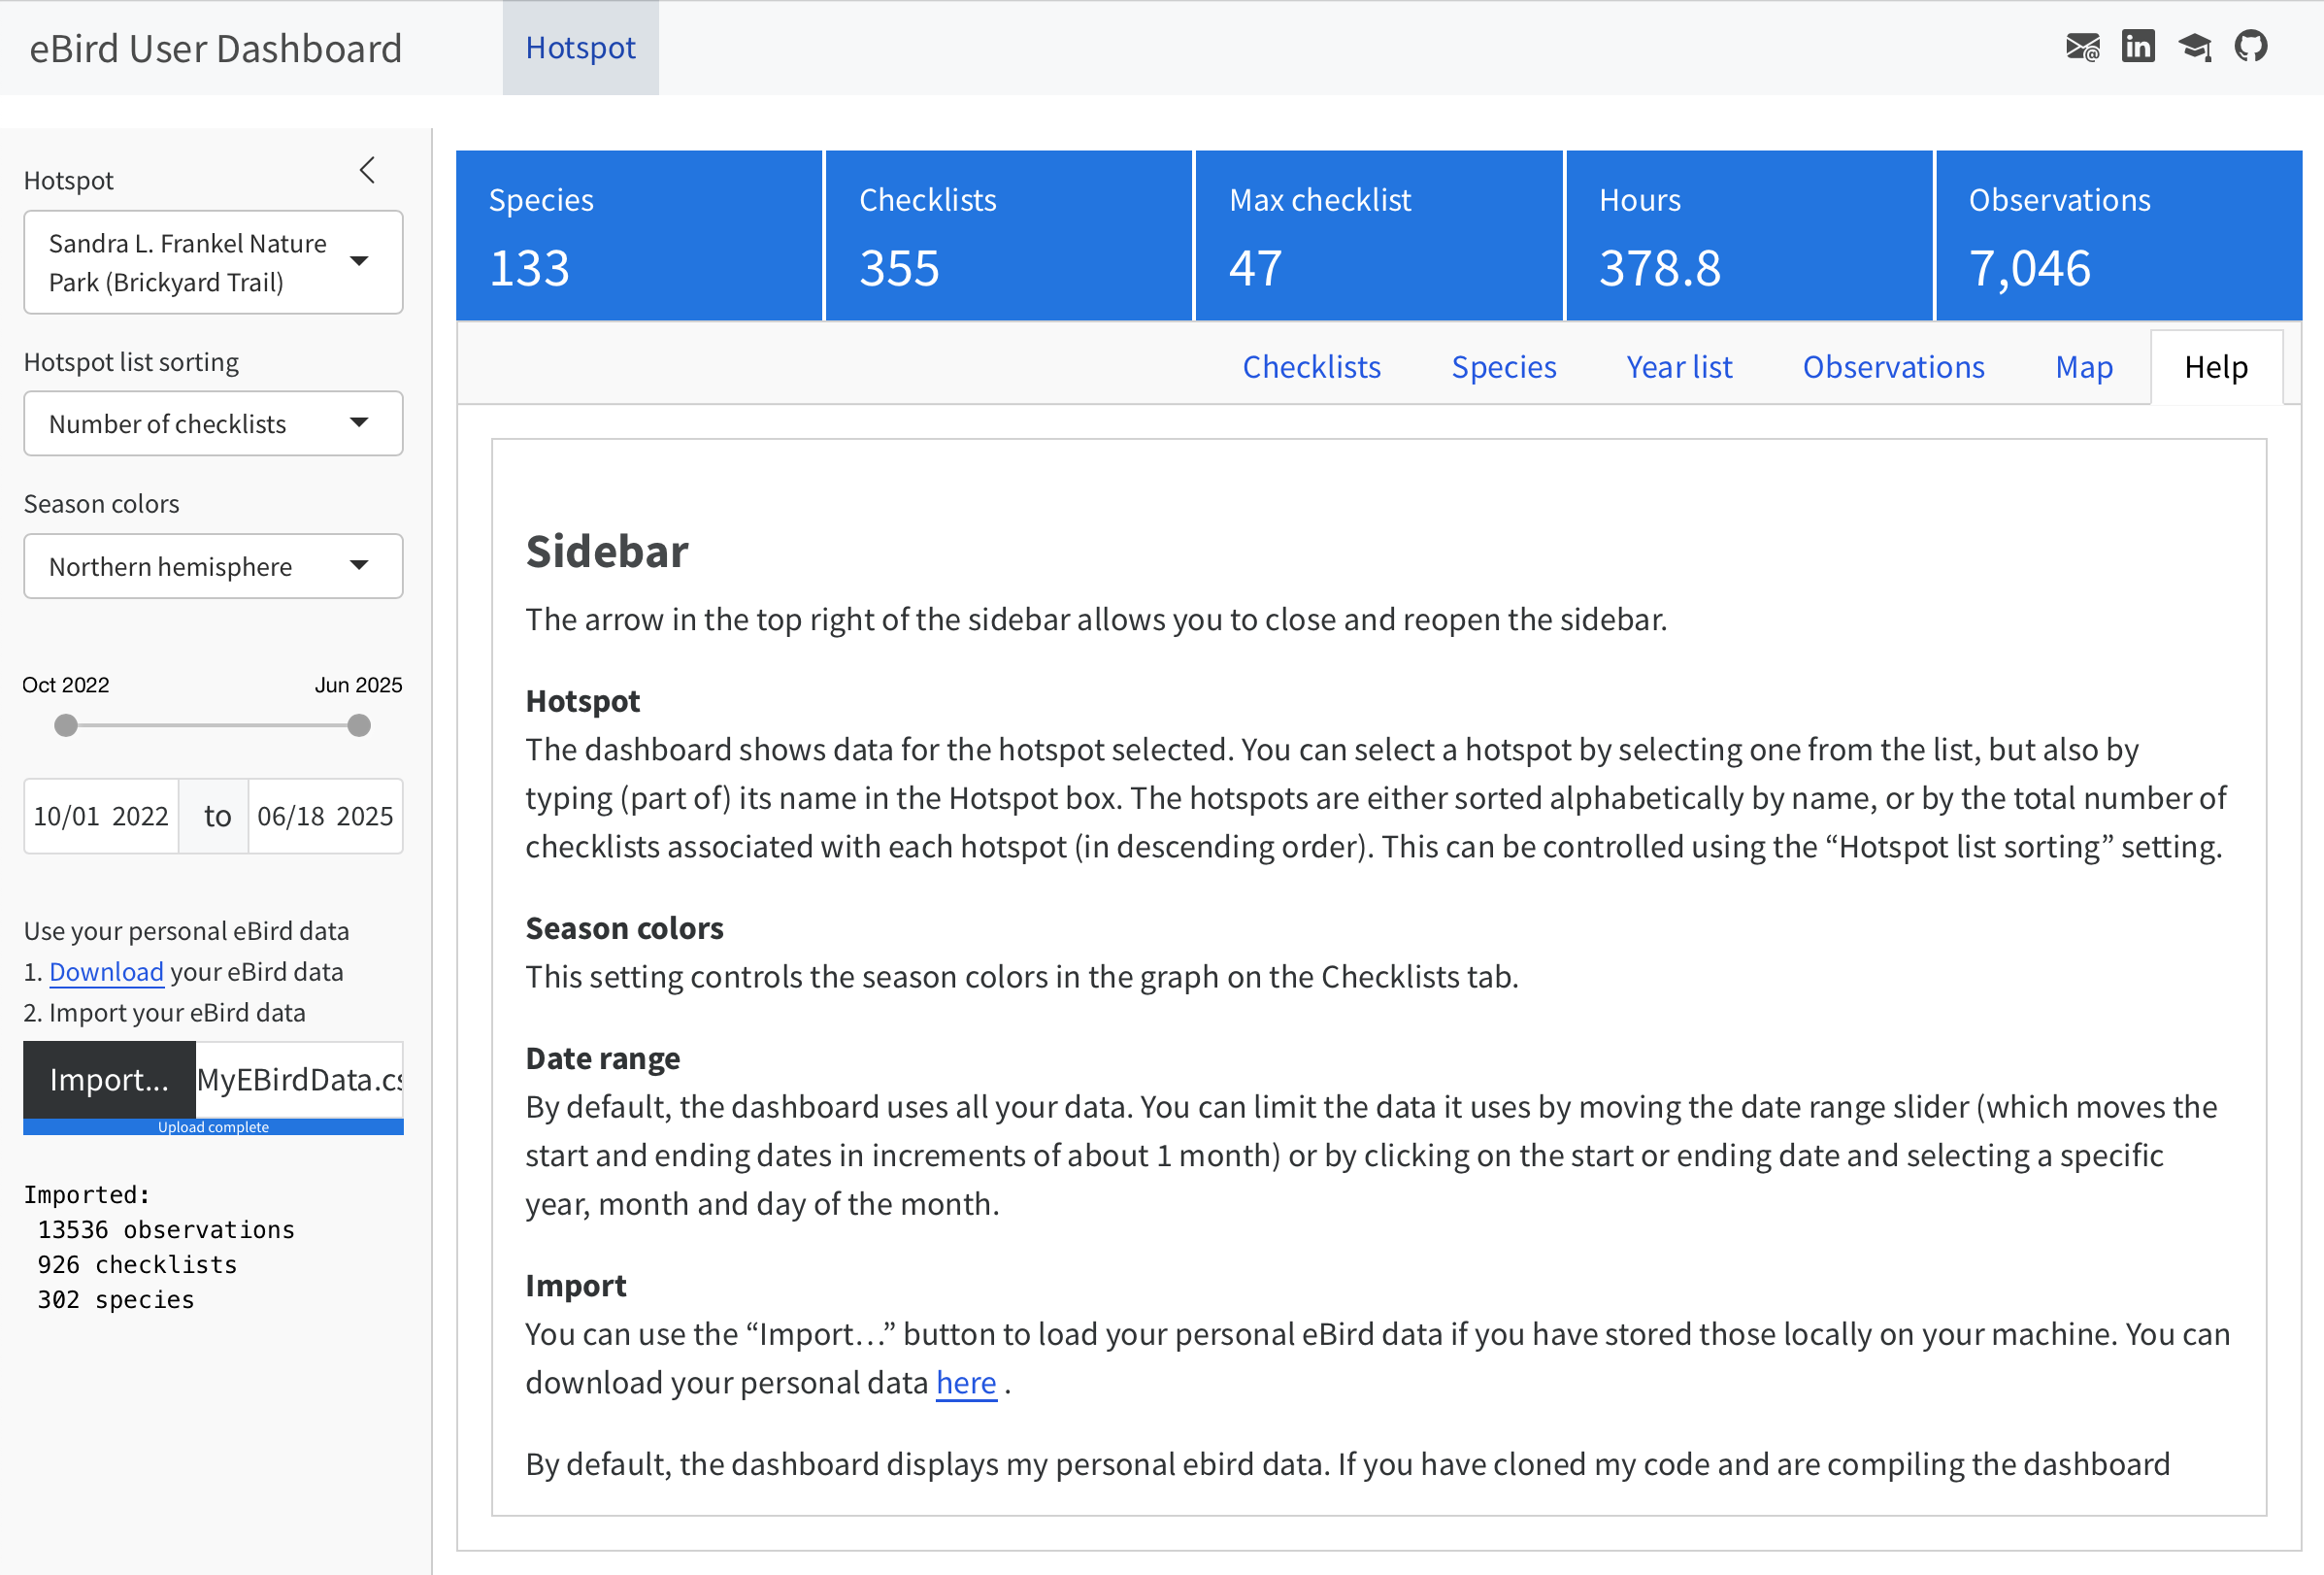 eBird User Dashboard
Hotspot
Hotspot
Sandra L. Frankel Nature
Park (Brickyard Trail)
Hotspot list sorting
Number of checklists
Season colors
Northern hemisphere
Oct 2022 Jun 2025
10/01 2022 to 06/18 2025
Use your personal eBird data
1. Download your eBird data
2. Import your eBird data
Import... MyEBirdData.cs
Upload complete
Imported:
13536 observations
926 checklists
302 species
Species
133
Checklists
355
Max checklist
47
Hours
378.8
Observations
7,046
Checklists Species Year list Observations Map Help
Sidebar
The arrow in the top right of the sidebar allows you to close and reopen the sidebar.
Hotspot
The dashboard shows data for the hotspot selected. You can select a hotspot by selecting one from the list, but also by
typing (part of) its name in the Hotspot box. The hotspots are either sorted alphabetically by name, or by the total number of
checklists associated with each hotspot (in descending order). This can be controlled using the “Hotspot list sorting” setting.
Season colors
This setting controls the season colors in the graph on the Checklists tab.
Date range
By default, the dashboard uses all your data. You can limit the data it uses by moving the date range slider (which moves the
start and ending dates in increments of about 1 month) or by clicking on the start or ending date and selecting a specific
year, month and day of the month.
Import
You can use the “Import…” button to load your personal eBird data if you have stored those locally on your machine. You can
download your personal data here .
By default, the dashboard displays my personal ebird data. If you have cloned my code and are compiling the dashboard